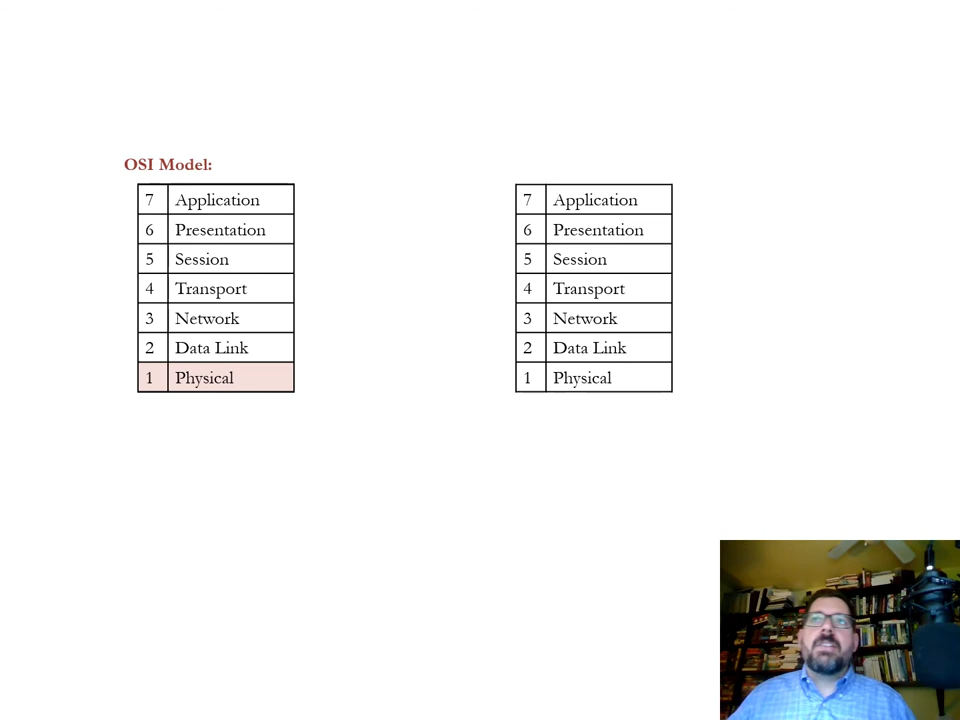 OSI Model:
7 Application
6 Presentation
5 Session
4 Transport
3 Network
2 Data Link
1 Physical
7 Application
6 Presentation
5 Session
4 Transport
3 Network
2 Data Link
1 Physical